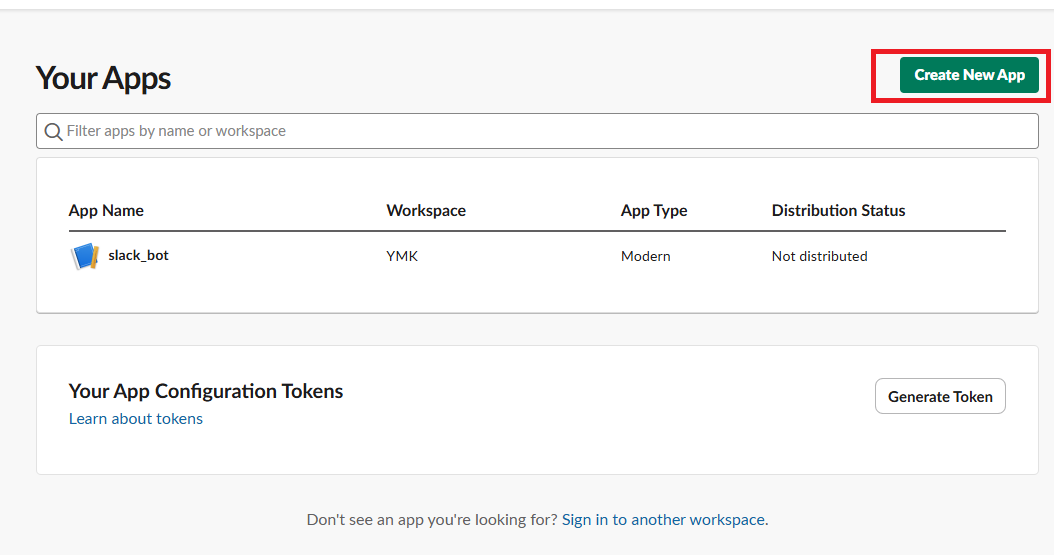 Your Apps
Create New App
Filter apps by name or workspace
App Name Workspace App Type Distribution Status
slack_bot YMK Modern Not distributed
Your App Configuration Tokens
Learn about tokens
Generate Token
Don't see an app you're looking for? Sign in to another workspace.